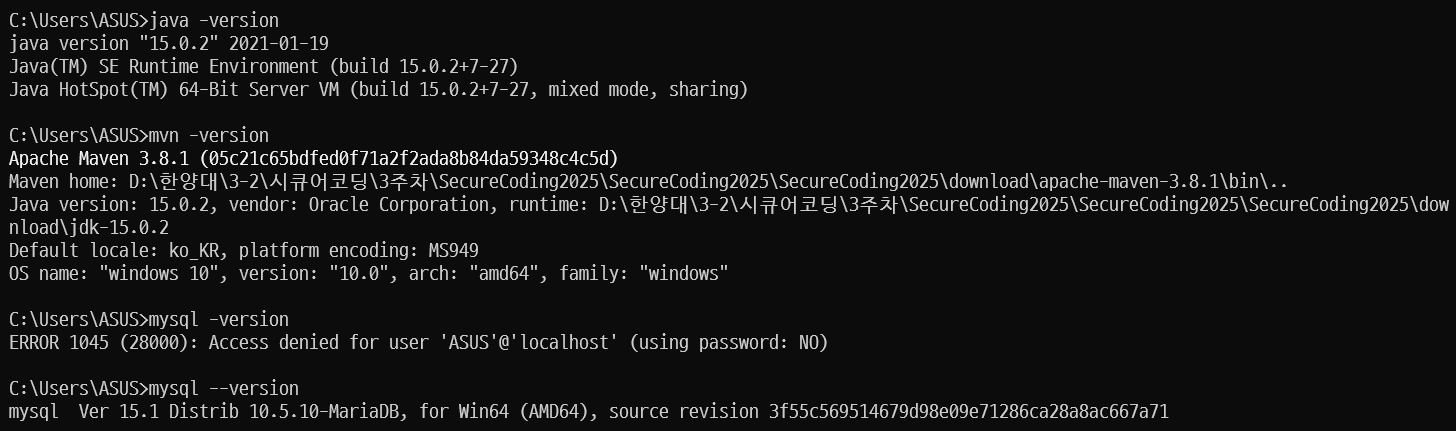 C:\Users\ASUS>java -version
java version "15.0.2" 2021-01-19
Java(TM) SE Runtime Environment (build 15.0.2+7-27)
Java HotSpot(TM) 64-Bit Server VM (build 15.0.2+7-27, mixed mode, sharing)
C:\Users\ASUS>mvn -version
Apache Maven 3.8.1 (05c21c65bdfed0f71a2f2ada8b84da59348c4c5d)
Maven home: D:\한양대\3-2\시큐어코딩\3주차\SecureCoding2025\SecureCoding2025\SecureCoding2025\download\apache-maven-3.8.1\bin\..
Java version: 15.0.2, vendor: Oracle Corporation, runtime: D:\한양대\3-2\시큐어코딩\3주차\SecureCoding2025\SecureCoding2025\SecureCoding2025\dow
nload\jdk-15.0.2
Default locale: ko_KR, platform encoding: MS949
OS name: "windows 10", version: "10.0", arch: "amd64", family: "windows"
C:\Users\ASUS>mysql -version
ERROR 1045 (28000): Access denied for user 'ASUS'@'localhost' (using password: NO)
C:\Users\ASUS>mysql --version
mysql  Ver 15.1 Distrib 10.5.10-MariaDB, for Win64 (AMD64), source revision 3f55c569514679d98e09e71286ca28a8ac667a71